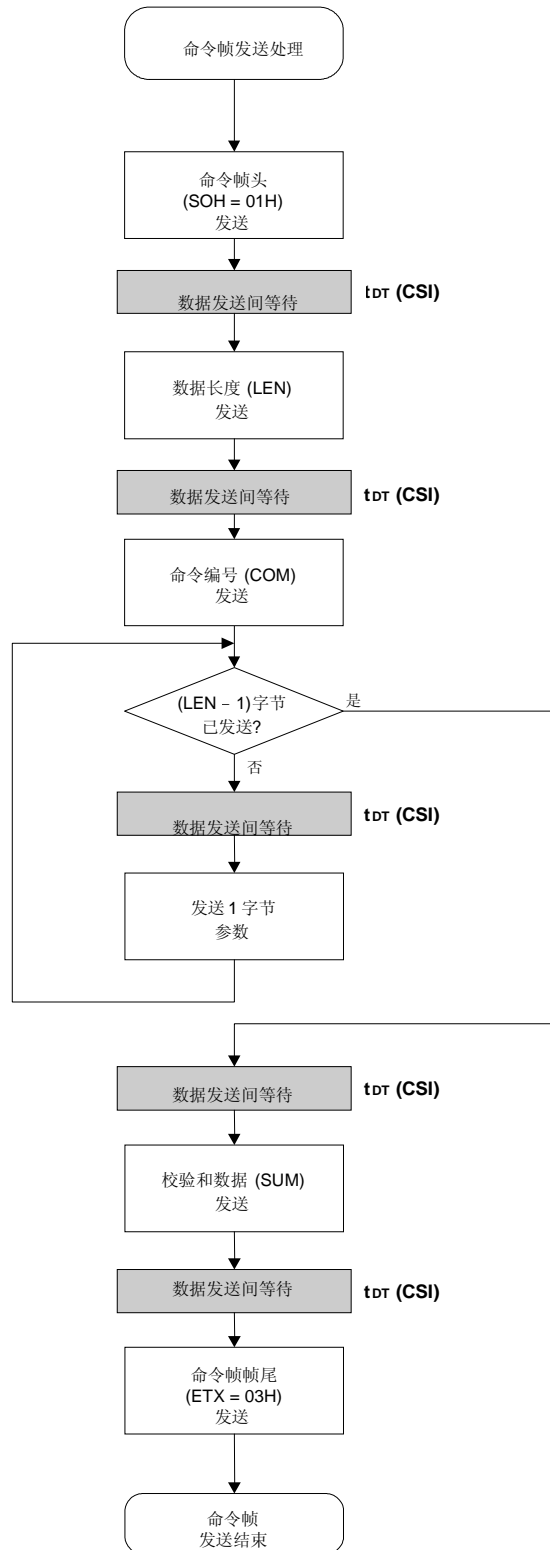 命令帧发送处理
命令帧头
(SOH = 01H)
发送
数据发送间等待
tDT (CSI)
数据长度 (LEN)
发送
数据发送间等待
tDT (CSI)
命令编号 (COM)
发送
(LEN – 1)字节
已发送?
是
否
数据发送间等待
tDT (CSI)
发送 1 字节
参数
数据发送间等待
tDT (CSI)
校验和数据 (SUM)
发送
数据发送间等待
tDT (CSI)
命令帧帧尾
(ETX = 03H)
发送
命令帧
发送结束